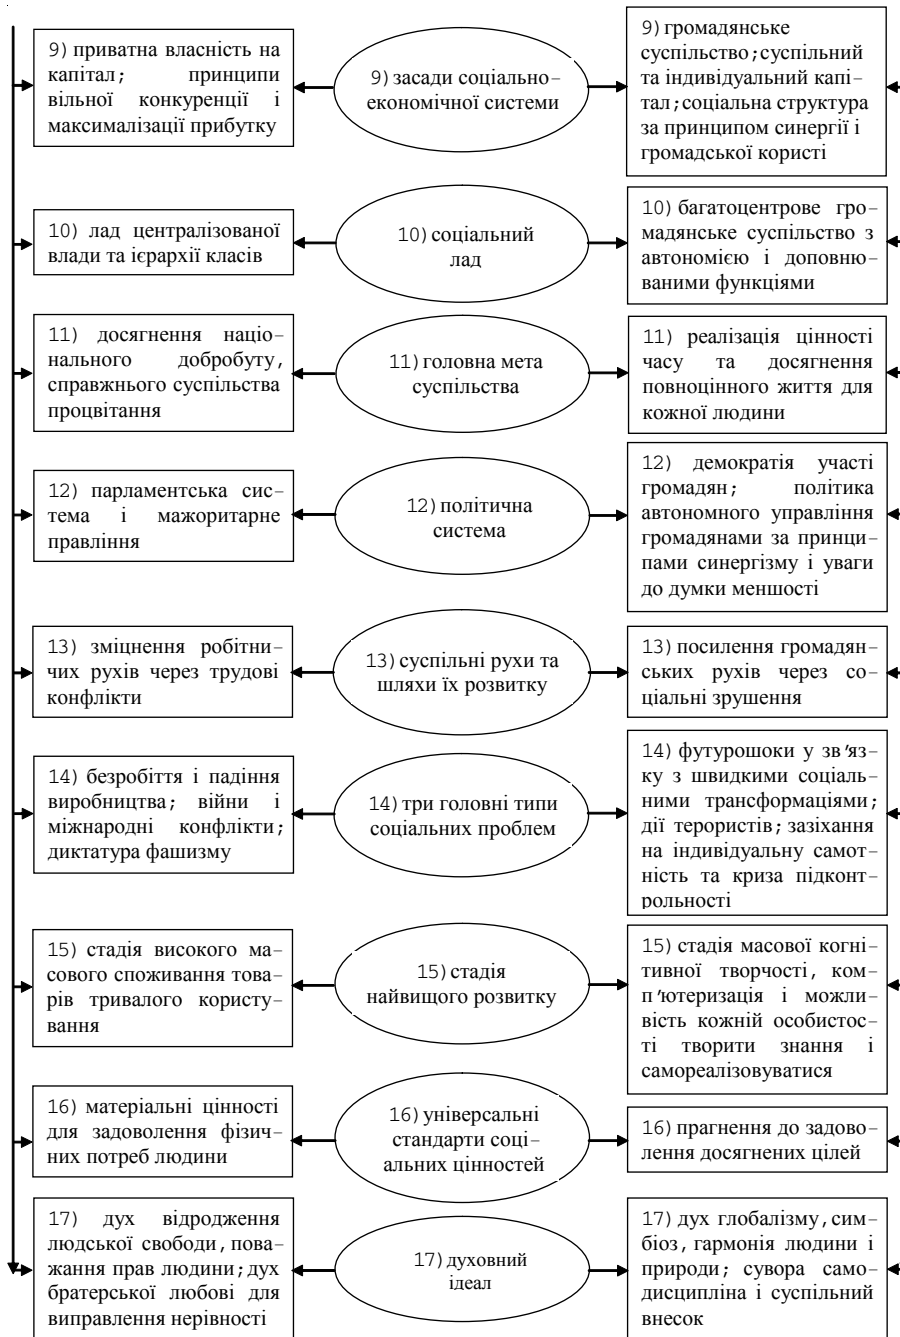 9) приватна власність на
капітал; принципи
вільної конкуренції і
максималізації прибутку
9) засади соціально-
економічної системи
9) громадянське
суспільство; суспільний
та індивідуальний капі-
тал; соціальна структура
за принципом синергії і
громадської користі
10) лад централізованої
влади та ієрархії класів
10) соціальний
лад
10) багатоцентрове гро-
мадянське суспільство з
автономією і доповню-
ваними функціями
11) досягнення націо-
нального добробуту,
справжнього суспільства
процвітання
11) головна мета
суспільства
11) реалізація цінності
часу та досягнення
повноцінного життя для
кожної людини
12) парламентська сис-
тема і мажоритарне
правління
12) політична
система
12) демократія участі
громадян; політика
автономного управління
громадянами за принци-
пами синергізму і уваги
до думки меншості
13) зміцнення робітни-
чих рухів через трудові
конфлікти
13) суспільні рухи та
шляхи їх розвитку
13) посилення громадян-
ських рухів через со-
ціальні зрушення
14) безробіття і падіння
виробництва; війни і
міжнародні конфлікти;
диктатура фашизму
14) три головні типи
соціальних проблем
14) футурошоки у зв'яз-
ку з швидкими соціаль-
ними трансформаціями;
дії терористів; зазіхання
на індивідуальну самот-
ність та криза підконт-
рольності
15) стадія високого ма-
сового споживання това-
рів тривалого користу-
вання
15) стадія
найвищого розвитку
15) стадія масової когні-
тивної творчості, ком-
п'ютеризація і можли-
вість кожній особистос-
ті творити знання і
самореалізовуватися
16) матеріальні цінності
для задоволення фізич-
них потреб людини
16) універсальні
стандарти соці-
альних цінностей
16) прагнення до задово-
лення досягнених цілей
17) дух відродження
людської свободи, пова-
жання прав людини; дух
братерської любові для
виправлення нерівності
17) духовний
ідеал
17) дух глобалізму, сим-
біоз, гармонія людини і
природи; сувора само-
дисципліна і суспільний
внесок